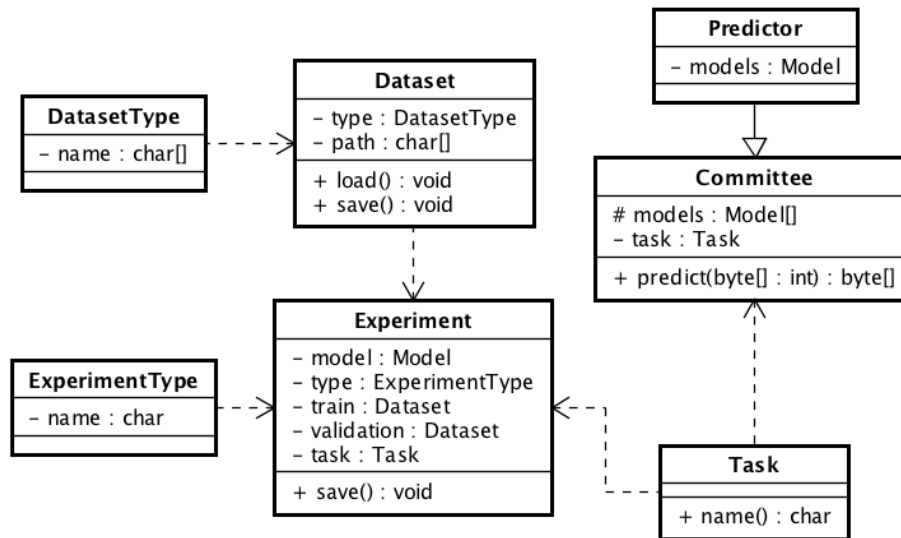 Predictor
– models : Model
Dataset
– type : DatasetType
– path : char[]
+ load() : void
+ save() : void
DatasetType
– name : char[]
Committee
# models : Model[]
– task : Task
+ predict(byte[] : int) : byte[]
Experiment
– model : Model
– type : ExperimentType
– train : Dataset
– validation : Dataset
– task : Task
+ save() : void
ExperimentType
– name : char
Task
+ name() : char